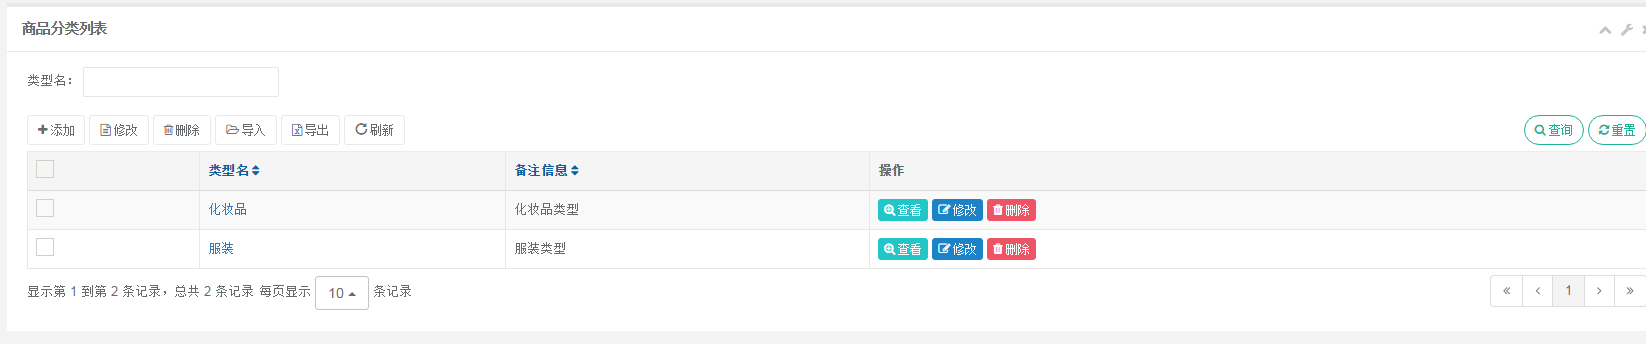 商品分类列表
类型名：
添加 修改 删除 导入 导出 刷新 查询 重置
类型名 备注信息 操作
化妆品 化妆品类型 查看 修改 删除
服装 服装类型 查看 修改 删除
显示第 1 到第 2 条记录，总共 2 条记录 每页显示 10 条记录 « ‹ 1 › »